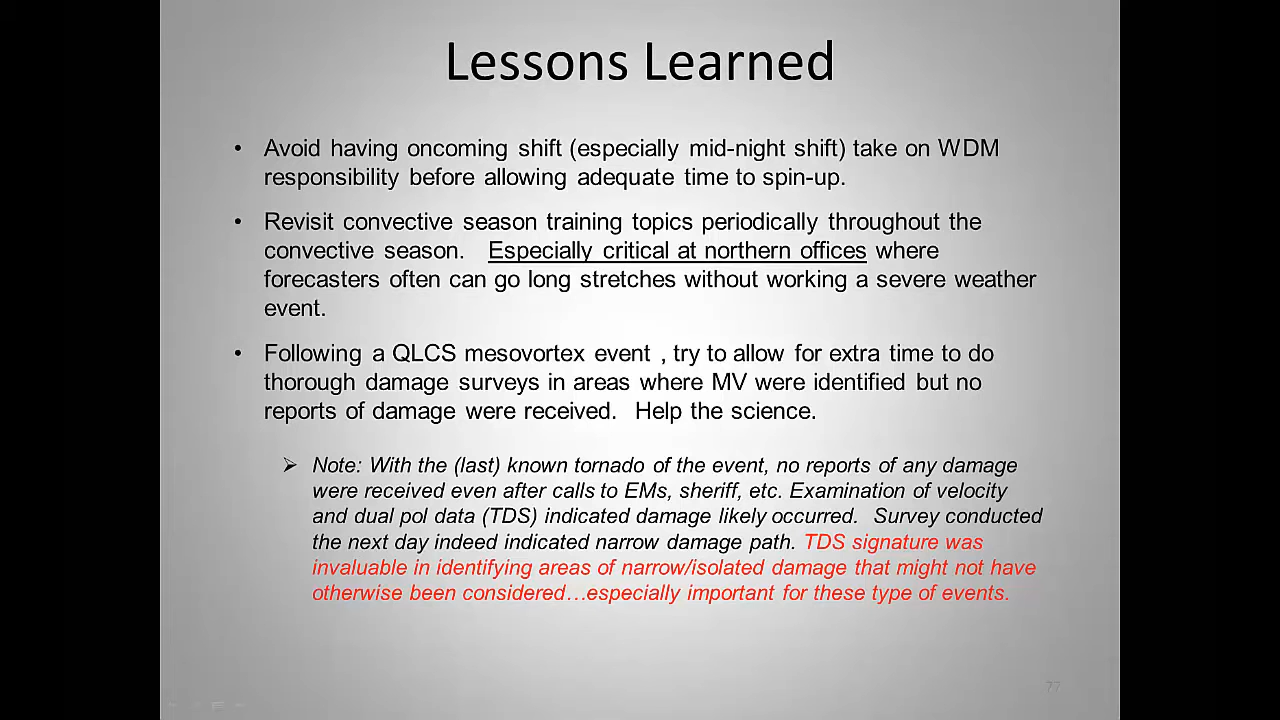 Lessons Learned
• Avoid having oncoming shift (especially mid-night shift) take on WDM
responsibility before allowing adequate time to spin-up.
• Revisit convective season training topics periodically throughout the
convective season. Especially critical at northern offices where
forecasters often can go long stretches without working a severe weather
event.
• Following a QLCS mesovortex event , try to allow for extra time to do
thorough damage surveys in areas where MV were identified but no
reports of damage were received. Help the science.
➢ Note: With the (last) known tornado of the event, no reports of any damage
were received even after calls to EMs, sheriff, etc. Examination of velocity
and dual pol data (TDS) indicated damage likely occurred. Survey conducted
the next day indeed indicated narrow damage path. TDS signature was
invaluable in identifying areas of narrow/isolated damage that might not have
otherwise been considered…especially important for these type of events.
77